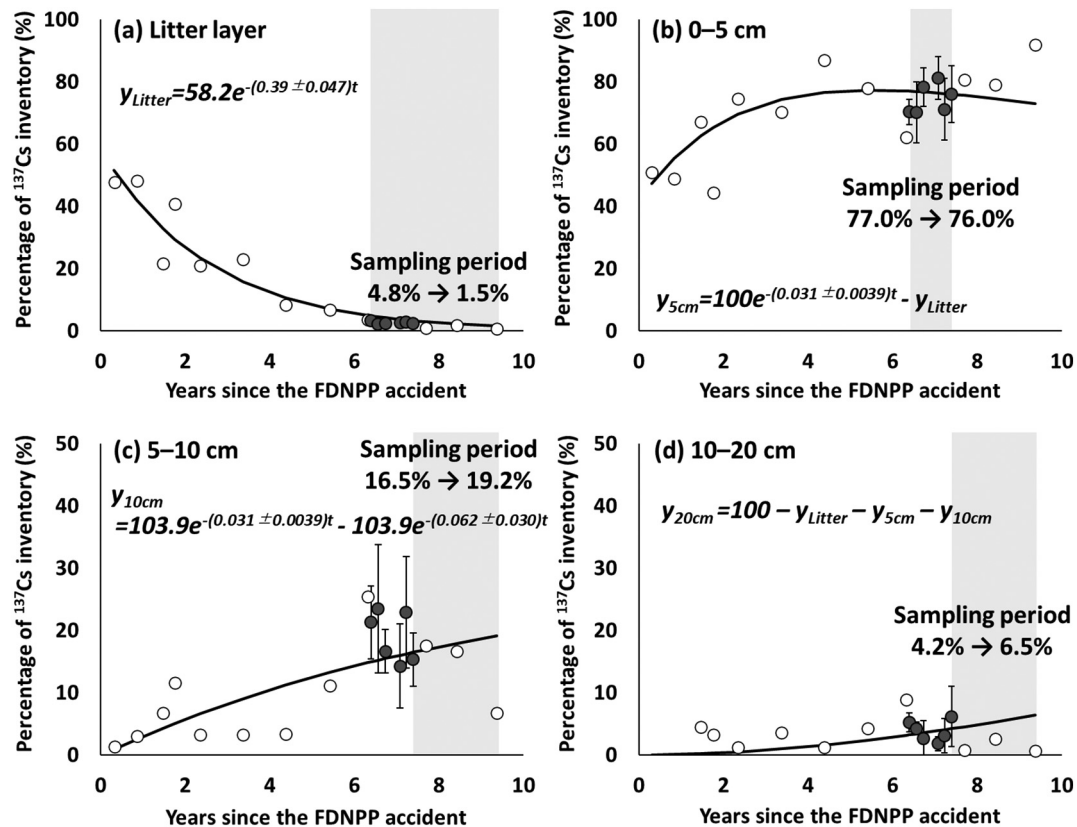 (a) Litter layer
y_Litter=58.2e^-(0.39 ±0.047)t
Sampling period
4.8% → 1.5%
Percentage of ¹³⁷Cs inventory (%)
100
80
60
40
20
0
0 2 4 6 8 10
Years since the FDNPP accident
(b) 0–5 cm
Sampling period
77.0% → 76.0%
y_5cm=100e^-(0.031 ±0.0039)t - y_Litter
Percentage of ¹³⁷Cs inventory (%)
100
80
60
40
20
0
0 2 4 6 8 10
Years since the FDNPP accident
(c) 5–10 cm
Sampling period
16.5% → 19.2%
y_10cm
=103.9e^-(0.031 ±0.0039)t - 103.9e^-(0.062 ±0.030)t
Percentage of ¹³⁷Cs inventory (%)
50
40
30
20
10
0
0 2 4 6 8 10
Years since the FDNPP accident
(d) 10–20 cm
y_20cm=100 – y_Litter – y_5cm – y_10cm
Sampling period
4.2% → 6.5%
Percentage of ¹³⁷Cs inventory (%)
50
40
30
20
10
0
0 2 4 6 8 10
Years since the FDNPP accident